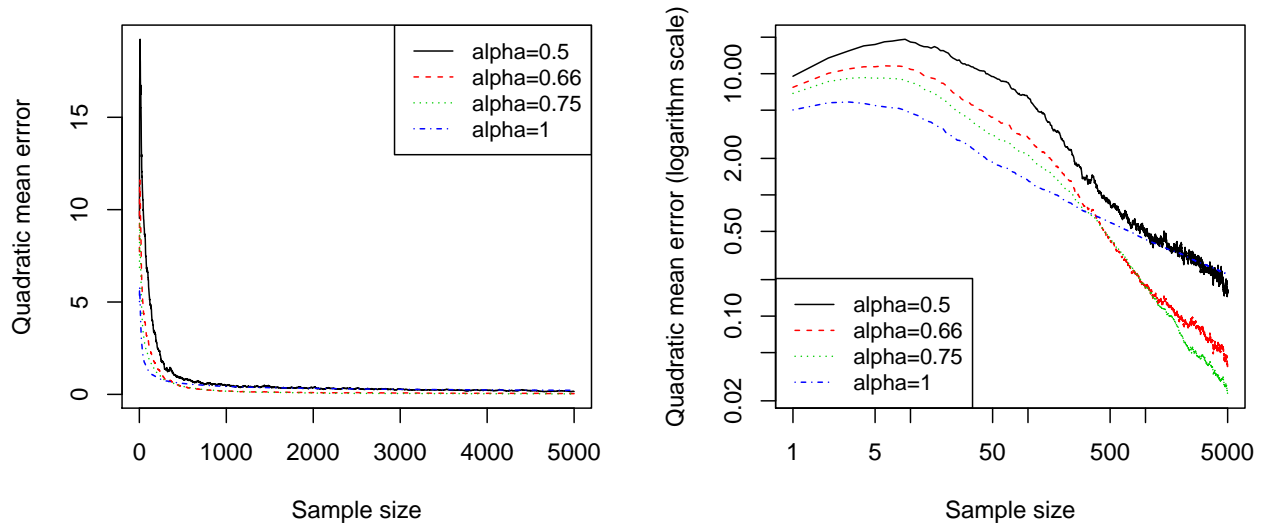 Quadratic mean errror
15
10
5
0
0 1000 2000 3000 4000 5000
Sample size
alpha=0.5
alpha=0.66
alpha=0.75
alpha=1
Quadratic mean errror (logarithm scale)
10.00
2.00
0.50
0.10
0.02
1 5 50 500 5000
Sample size
alpha=0.5
alpha=0.66
alpha=0.75
alpha=1